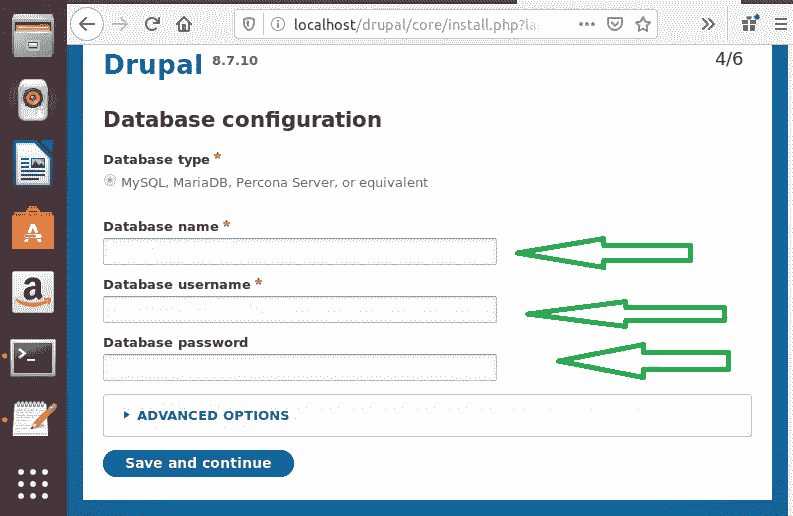 localhost/drupal/core/install.php?la
Drupal 8.7.10
4/6
Database configuration
Database type *
MySQL, MariaDB, Percona Server, or equivalent
Database name *
Database username *
Database password
ADVANCED OPTIONS
Save and continue